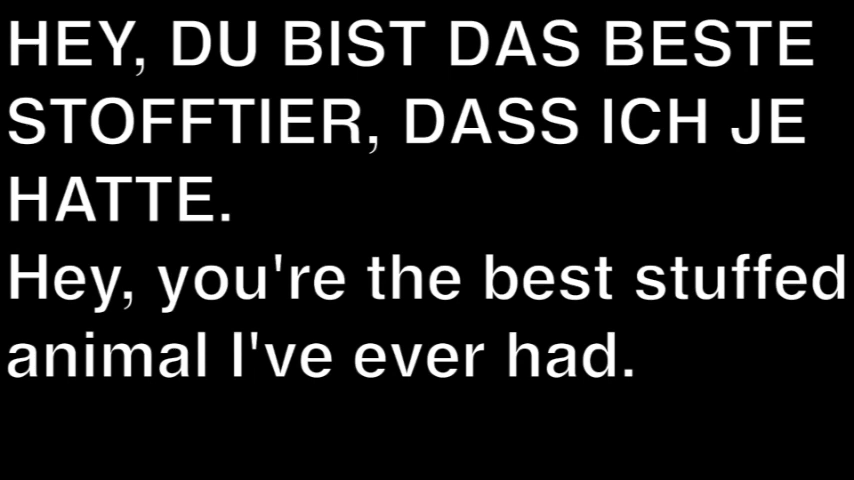 HEY, DU BIST DAS BESTE
STOFFTIER, DASS ICH JE
HATTE.
Hey, you're the best stuffed
animal I've ever had.